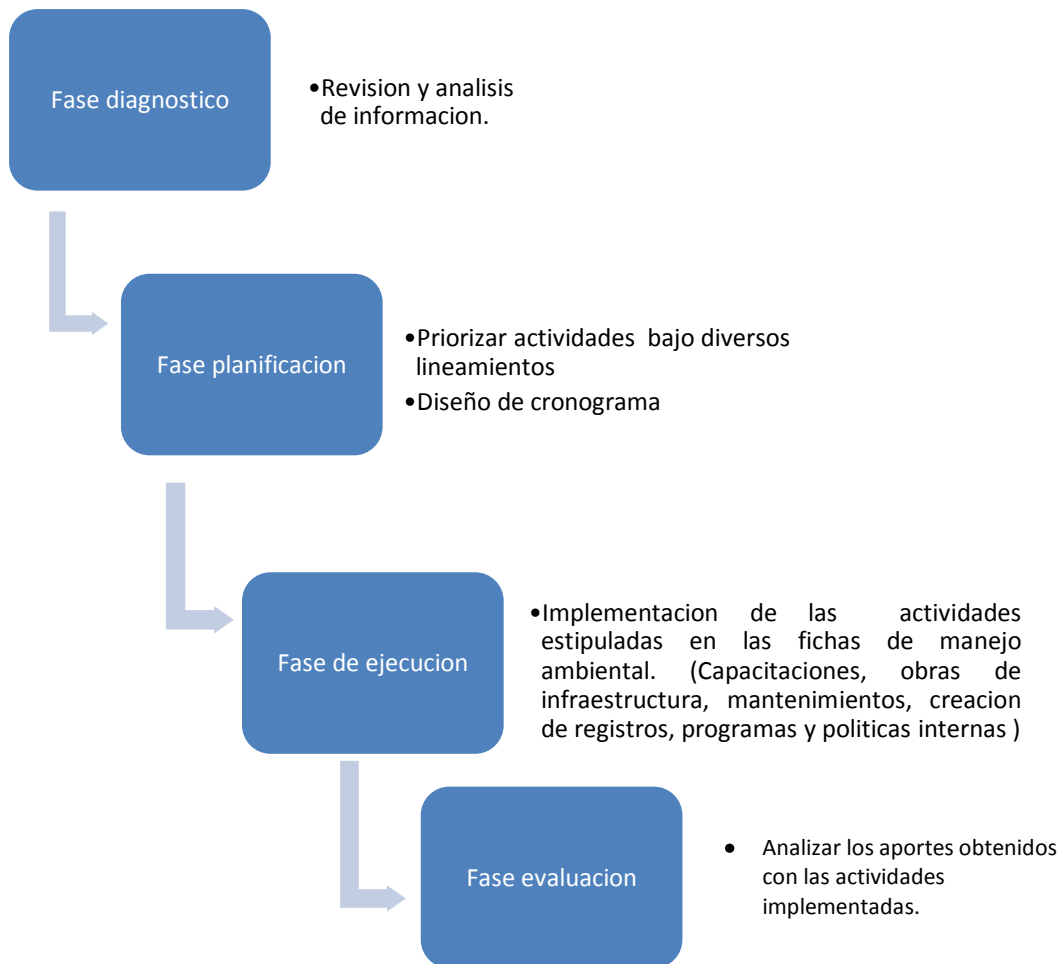 Fase diagnostico
•Revision y analisis
de informacion.
Fase planificacion
•Priorizar actividades bajo diversos
lineamientos
•Diseño de cronograma
Fase de ejecucion
•Implementacion de las actividades
estipuladas en las fichas de manejo
ambiental. (Capacitaciones, obras de
infraestructura, mantenimientos, creacion
de registros, programas y politicas internas )
Fase evaluacion
• Analizar los aportes obtenidos
con las actividades
implementadas.